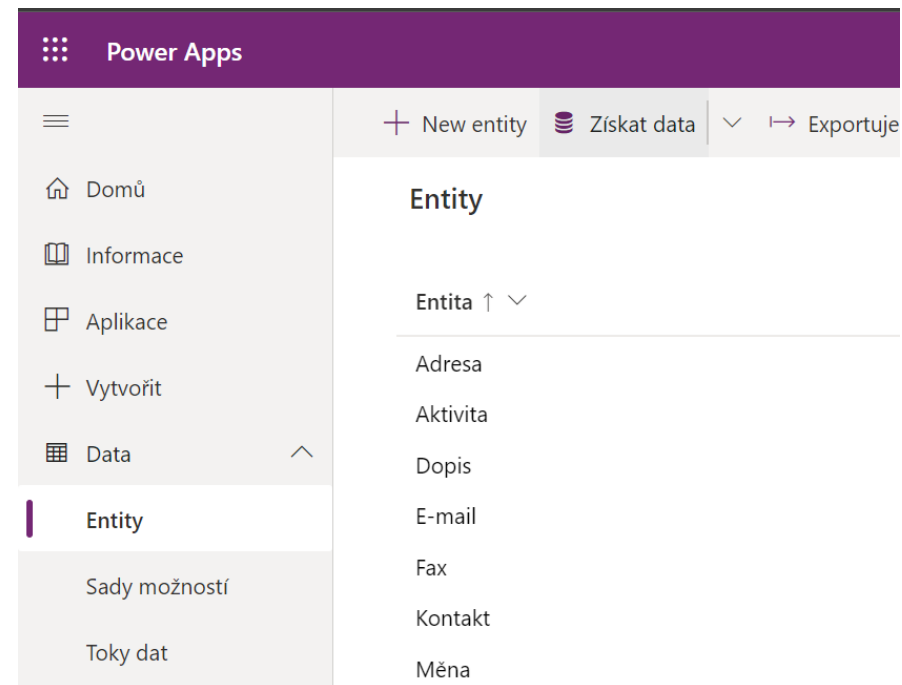 Power Apps
New entity
Získat data
Exportuje
Domů
Informace
Aplikace
Vytvořit
Data
Entity
Sady možností
Toky dat
Entity
Entita
Adresa
Aktivita
Dopis
E-mail
Fax
Kontakt
Měna